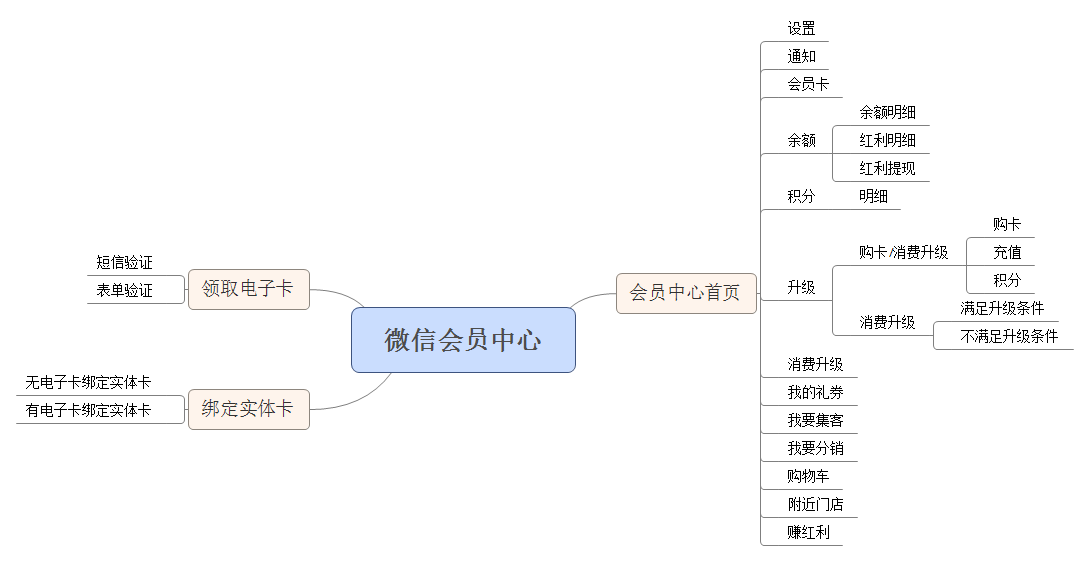 微信会员中心
领取电子卡
短信验证
表单验证
绑定实体卡
无电子卡绑定实体卡
有电子卡绑定实体卡
会员中心首页
设置
通知
会员卡
余额
余额明细
红利明细
红利提现
积分
明细
升级
购卡/消费升级
购卡
充值
积分
消费升级
满足升级条件
不满足升级条件
消费升级
我的礼券
我要集客
我要分销
购物车
附近门店
赚红利